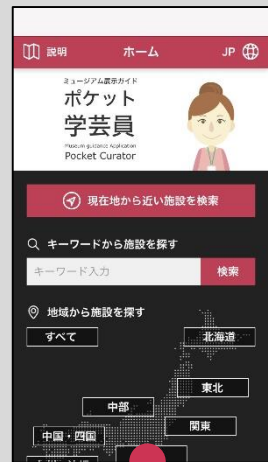 説明
ホーム
JP
ミュージアム展示ガイド
ポケット
学芸員
Museum guidance Application
Pocket Curator
現在地から近い施設を検索
キーワードから施設を探す
キーワード入力
検索
地域から施設を探す
すべて
北海道
東北
中部
関東
中国・四国